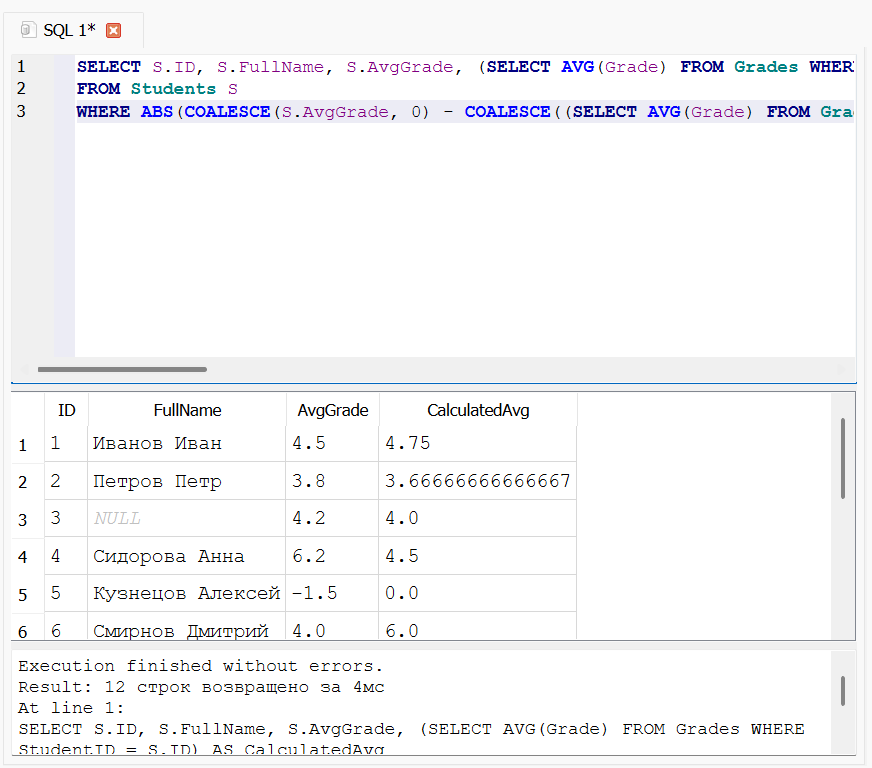 SQL 1*
1 SELECT S.ID, S.FullName, S.AvgGrade, (SELECT AVG(Grade) FROM Grades WHER
2 FROM Students S
3 WHERE ABS(COALESCE(S.AvgGrade, 0) - COALESCE((SELECT AVG(Grade) FROM Gra
ID FullName AvgGrade CalculatedAvg
1 1 Иванов Иван 4.5 4.75
2 2 Петров Петр 3.8 3.66666666666667
3 3 NULL 4.2 4.0
4 4 Сидорова Анна 6.2 4.5
5 5 Кузнецов Алексей -1.5 0.0
6 6 Смирнов Дмитрий 4.0 6.0
Execution finished without errors.
Result: 12 строк возвращено за 4мс
At line 1:
SELECT S.ID, S.FullName, S.AvgGrade, (SELECT AVG(Grade) FROM Grades WHERE
StudentID = S.ID) AS CalculatedAvg